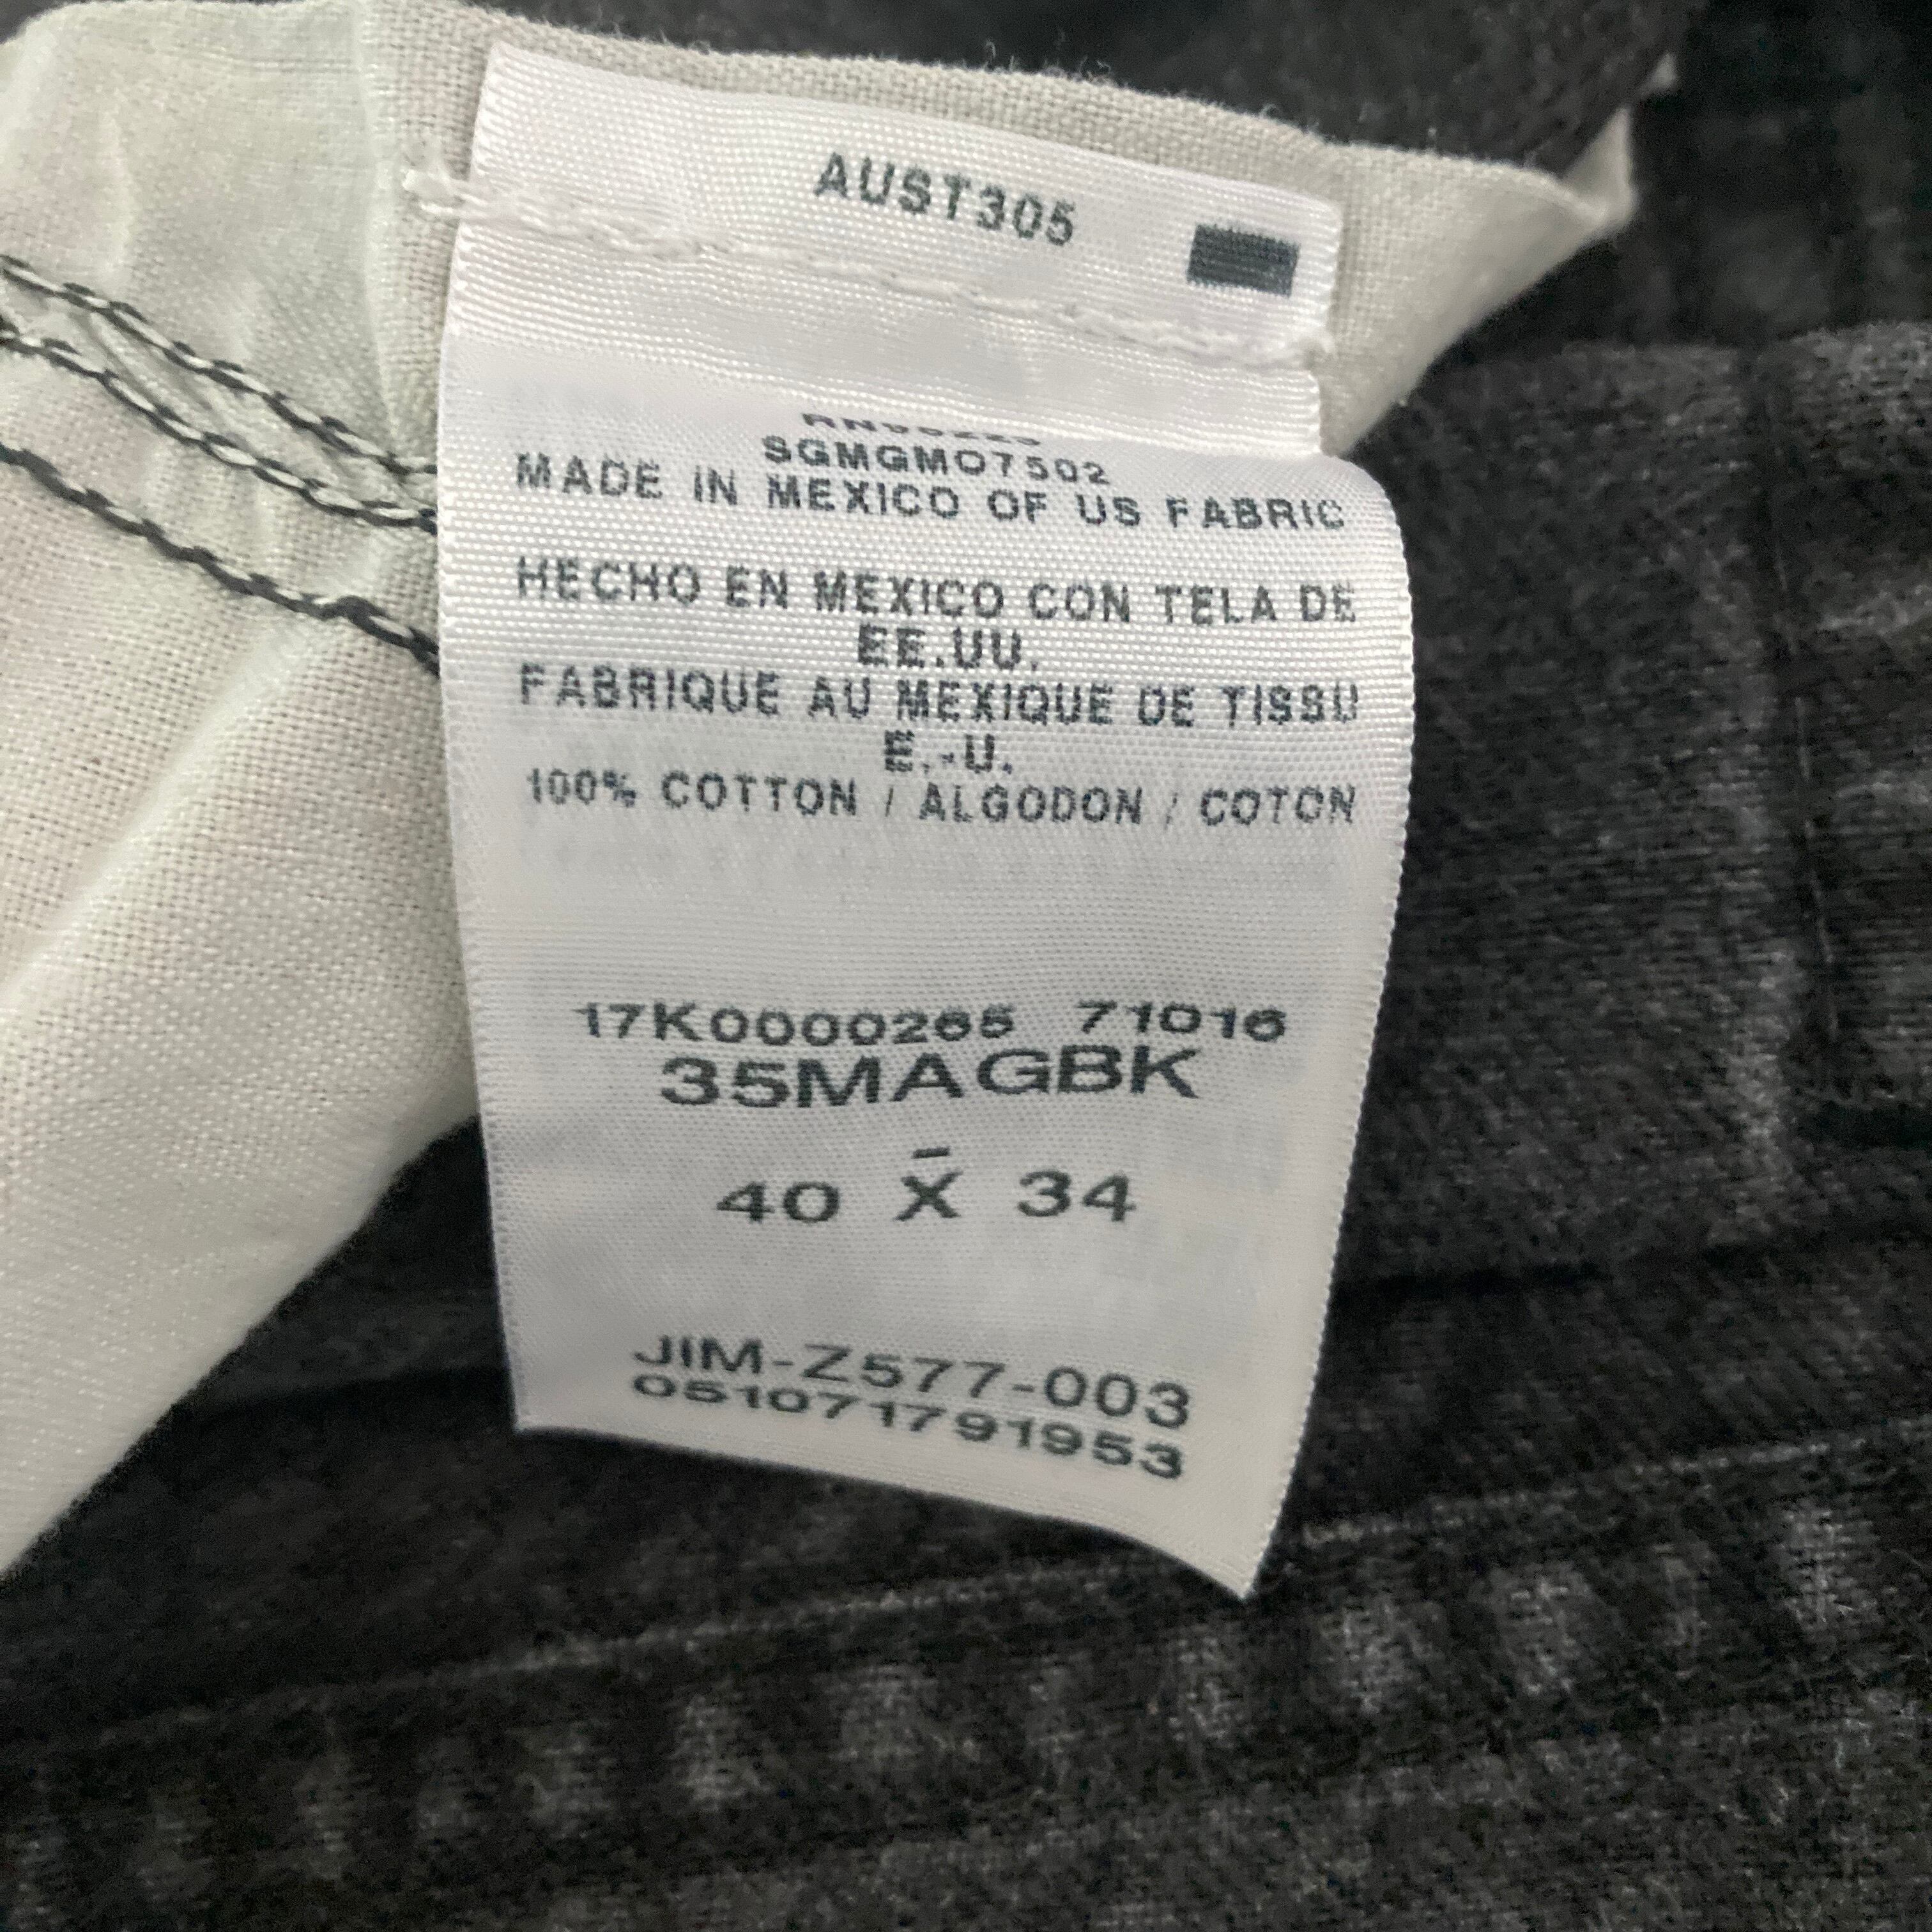 AUST305
SGMGMO7502
MADE IN MEXICO OF US FABRIC
HECHO EN MEXICO CON TELA DE
EE.UU.
FABRIQUE AU MEXIQUE DE TISSU
E.-U.
100% COTTON / ALGODON / COTON
17K0000265 71016
35MAGBK
-
40 X 34
JIM-Z577-003
051071791953